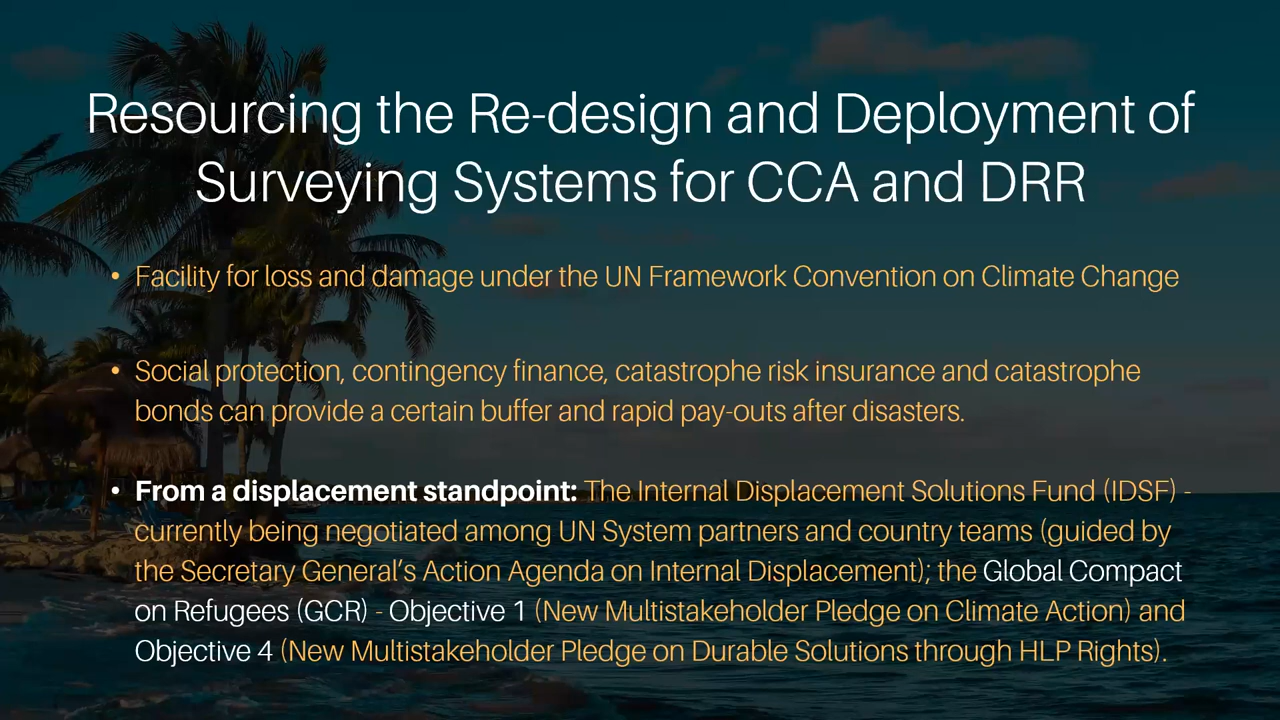 Resourcing the Re-design and Deployment of
Surveying Systems for CCA and DRR
• Facility for loss and damage under the UN Framework Convention on Climate Change
• Social protection, contingency finance, catastrophe risk insurance and catastrophe
bonds can provide a certain buffer and rapid pay-outs after disasters.
• From a displacement standpoint: The Internal Displacement Solutions Fund (IDSF) -
currently being negotiated among UN System partners and country teams (guided by
the Secretary General’s Action Agenda on Internal Displacement); the Global Compact
on Refugees (GCR) - Objective 1 (New Multistakeholder Pledge on Climate Action) and
Objective 4 (New Multistakeholder Pledge on Durable Solutions through HLP Rights).